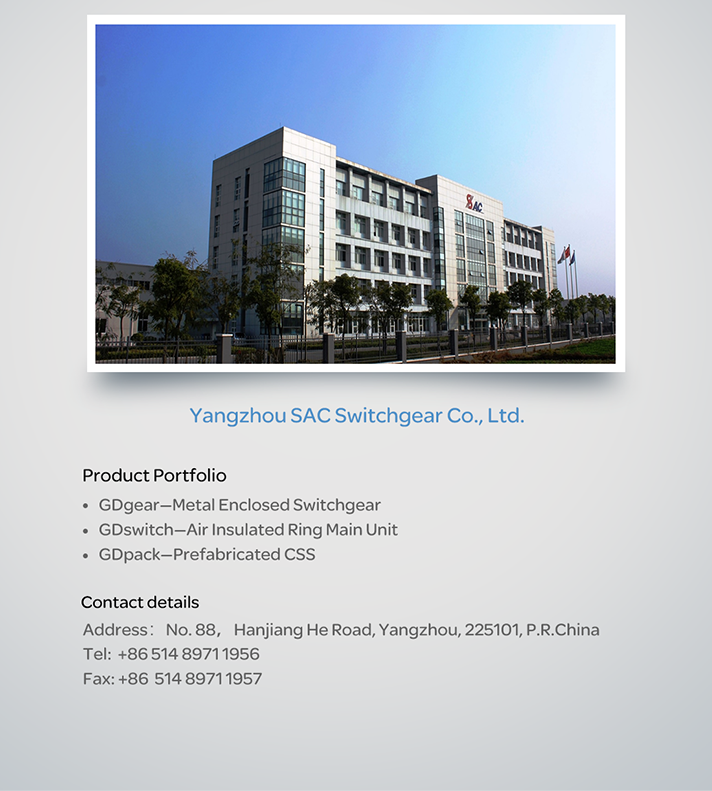 SAC
Yangzhou SAC Switchgear Co., Ltd.
Product Portfolio
• GDgear—Metal Enclosed Switchgear
• GDswitch—Air Insulated Ring Main Unit
• GDpack—Prefabricated CSS
Contact details
Address： No. 88， Hanjiang He Road, Yangzhou, 225101, P.R.China
Tel: +86 514 8971 1956
Fax: +86 514 8971 1957